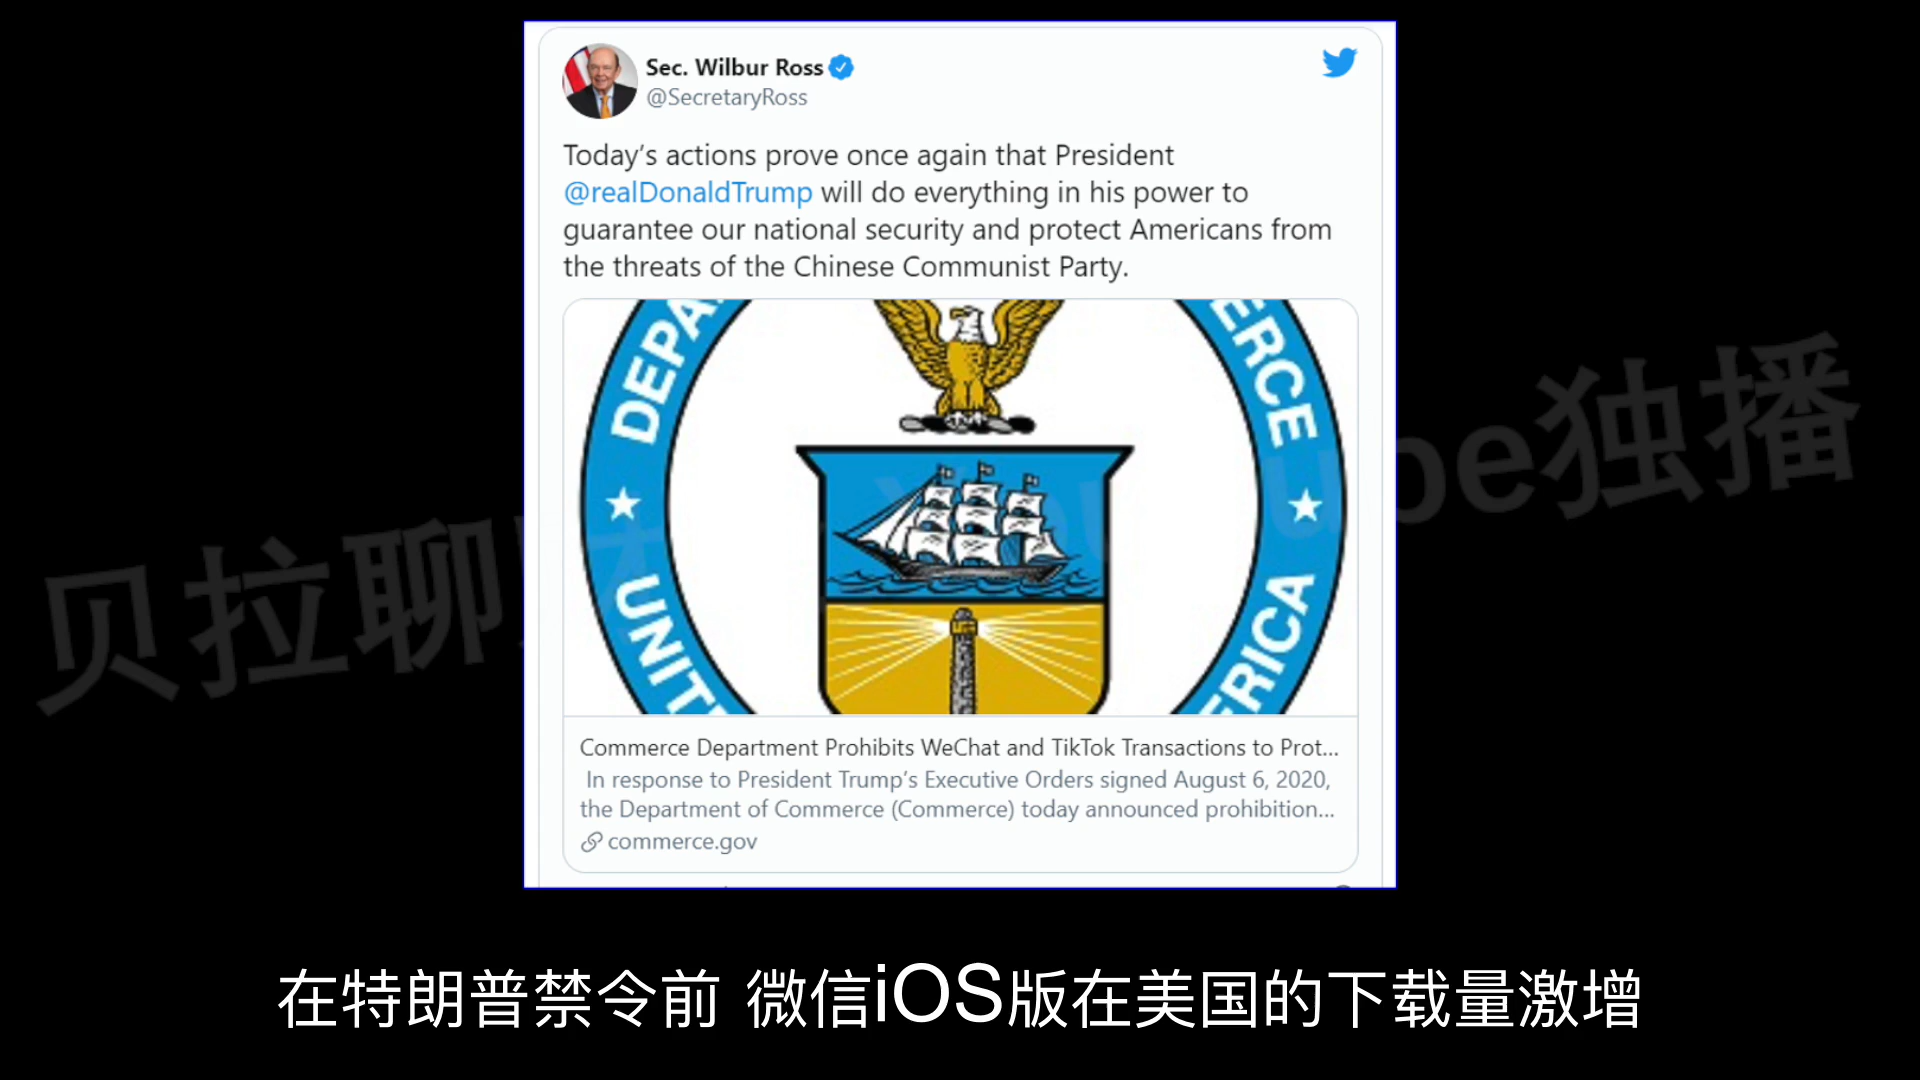 Sec. Wilbur Ross
@SecretaryRoss
Today's actions prove once again that President
@realDonaldTrump will do everything in his power to
guarantee our national security and protect Americans from
the threats of the Chinese Communist Party.
DEPA
ERCE
UNIT
ERICA
贝拉聊
be独播
Commerce Department Prohibits WeChat and TikTok Transactions to Prot...
In response to President Trump's Executive Orders signed August 6, 2020,
the Department of Commerce (Commerce) today announced prohibition...
commerce.gov
在特朗普禁令前 微信iOS版在美国的下载量激增